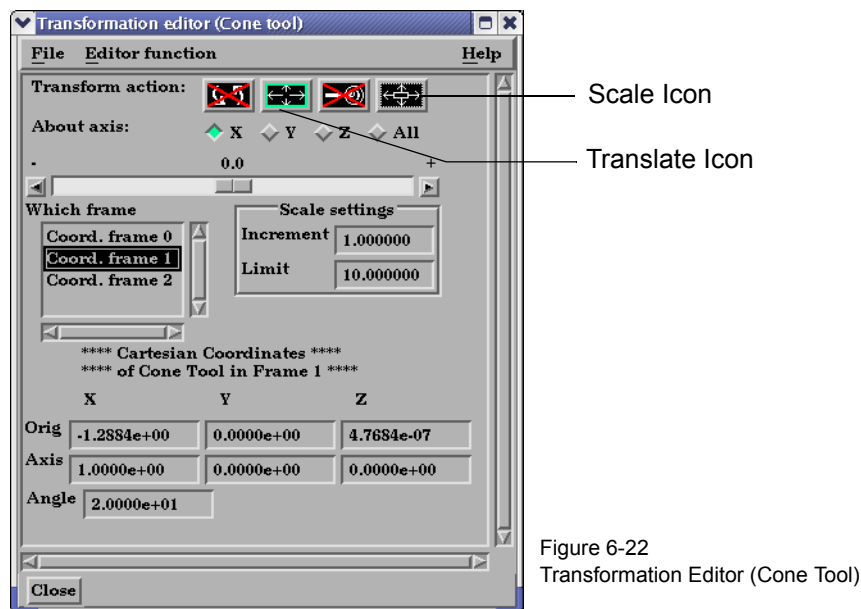 Transformation editor (Cone tool)
File Editor function Help
Transform action:
Scale Icon
About axis: X Y Z All
Translate Icon
- 0.0 +
Which frame
Coord. frame 0
Coord. frame 1
Coord. frame 2
Scale settings
Increment 1.000000
Limit 10.000000
**** Cartesian Coordinates ****
**** of Cone Tool in Frame 1 ****
X Y Z
Orig -1.2884e+00 0.0000e+00 4.7684e-07
Axis 1.0000e+00 0.0000e+00 0.0000e+00
Angle 2.0000e+01
Close
Figure 6-22
Transformation Editor (Cone Tool)